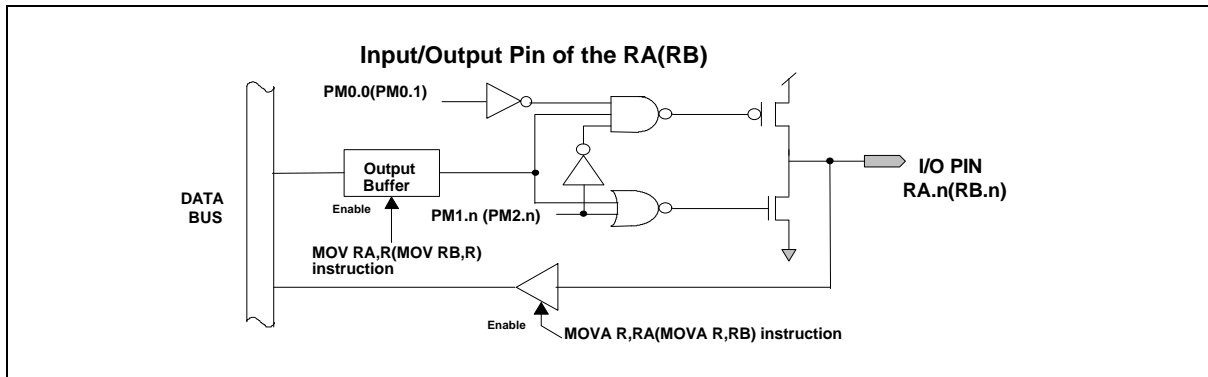 Input/Output Pin of the RA(RB)
PM0.0(PM0.1)
Output
Buffer
I/O PIN
RA.n(RB.n)
DATA
BUS
Enable
PM1.n (PM2.n)
MOV RA,R(MOV RB,R)
instruction
Enable
MOVA R,RA(MOVA R,RB) instruction